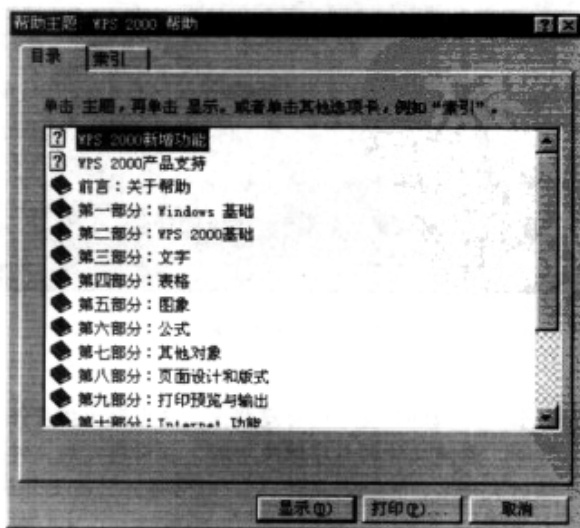 帮助主题: WPS 2000 帮助
目录 索引
单击 主题，再单击 显示。或者单击其他选项卡，例如“索引”。
WPS 2000新增功能
WPS 2000产品支持
前言：关于帮助
第一部分：Windows 基础
第二部分：WPS 2000基础
第三部分：文字
第四部分：表格
第五部分：图象
第六部分：公式
第七部分：其他对象
第八部分：页面设计和版式
第九部分：打印预览与输出
第十部分：Internet 功能
显示(D) 打印(P)... 取消